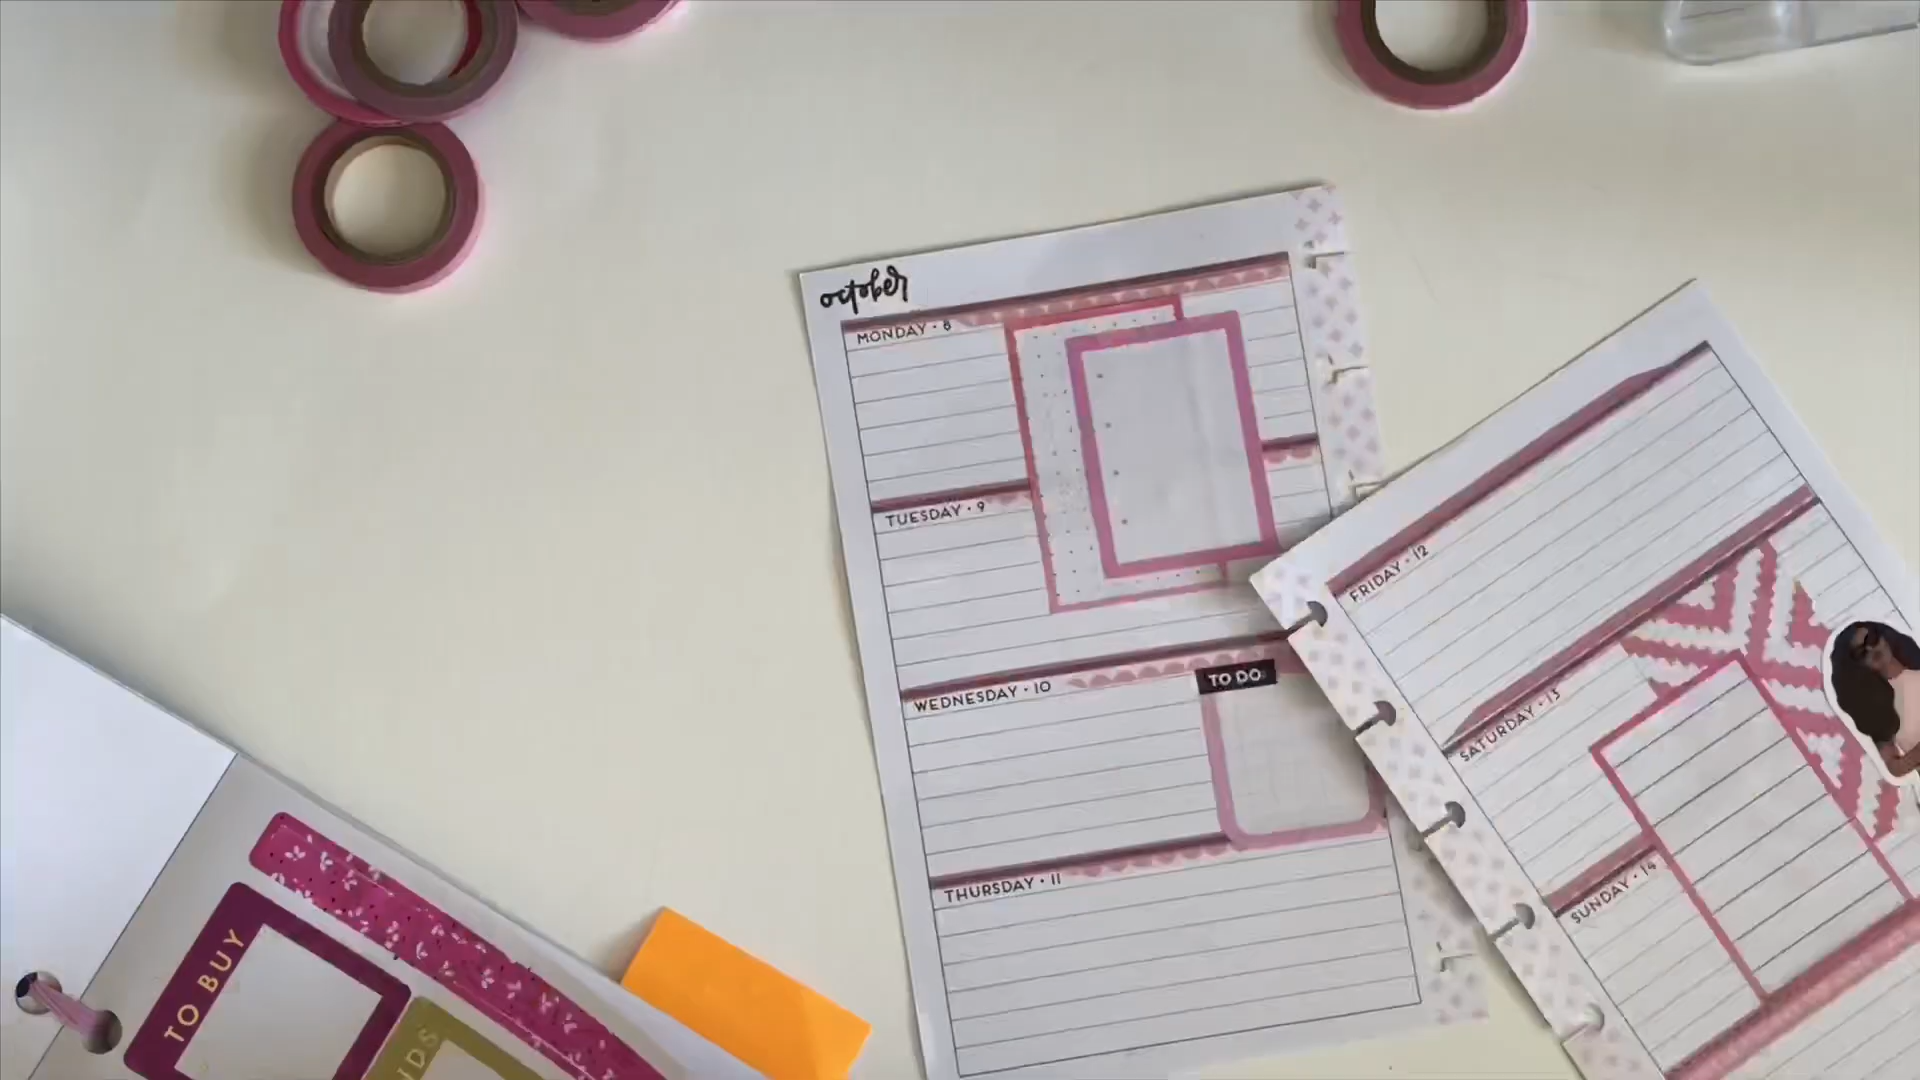 october
MONDAY • 8
TUESDAY • 9
WEDNESDAY • 10
TO DO
THURSDAY • 11
FRIDAY • 12
SATURDAY • 13
SUNDAY • 14
TO BUY